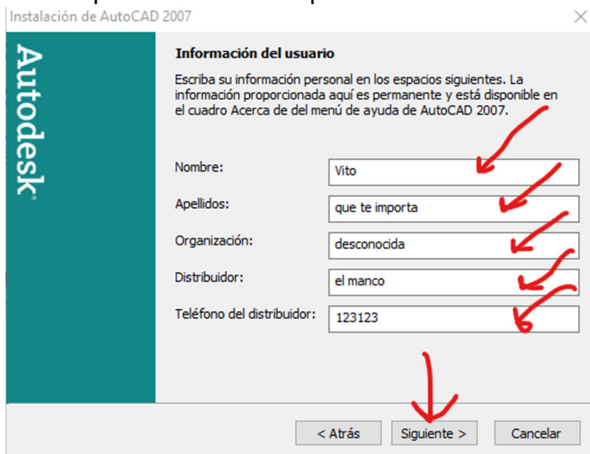 Instalación de AutoCAD 2007
Autodesk
Información del usuario
Escriba su información personal en los espacios siguientes. La
información proporcionada aquí es permanente y está disponible en
el cuadro Acerca de del menú de ayuda de AutoCAD 2007.
Nombre: Vito
Apellidos: que te importa
Organización: desconocida
Distribuidor: el manco
Teléfono del distribuidor: 123123
< Atrás Siguiente > Cancelar